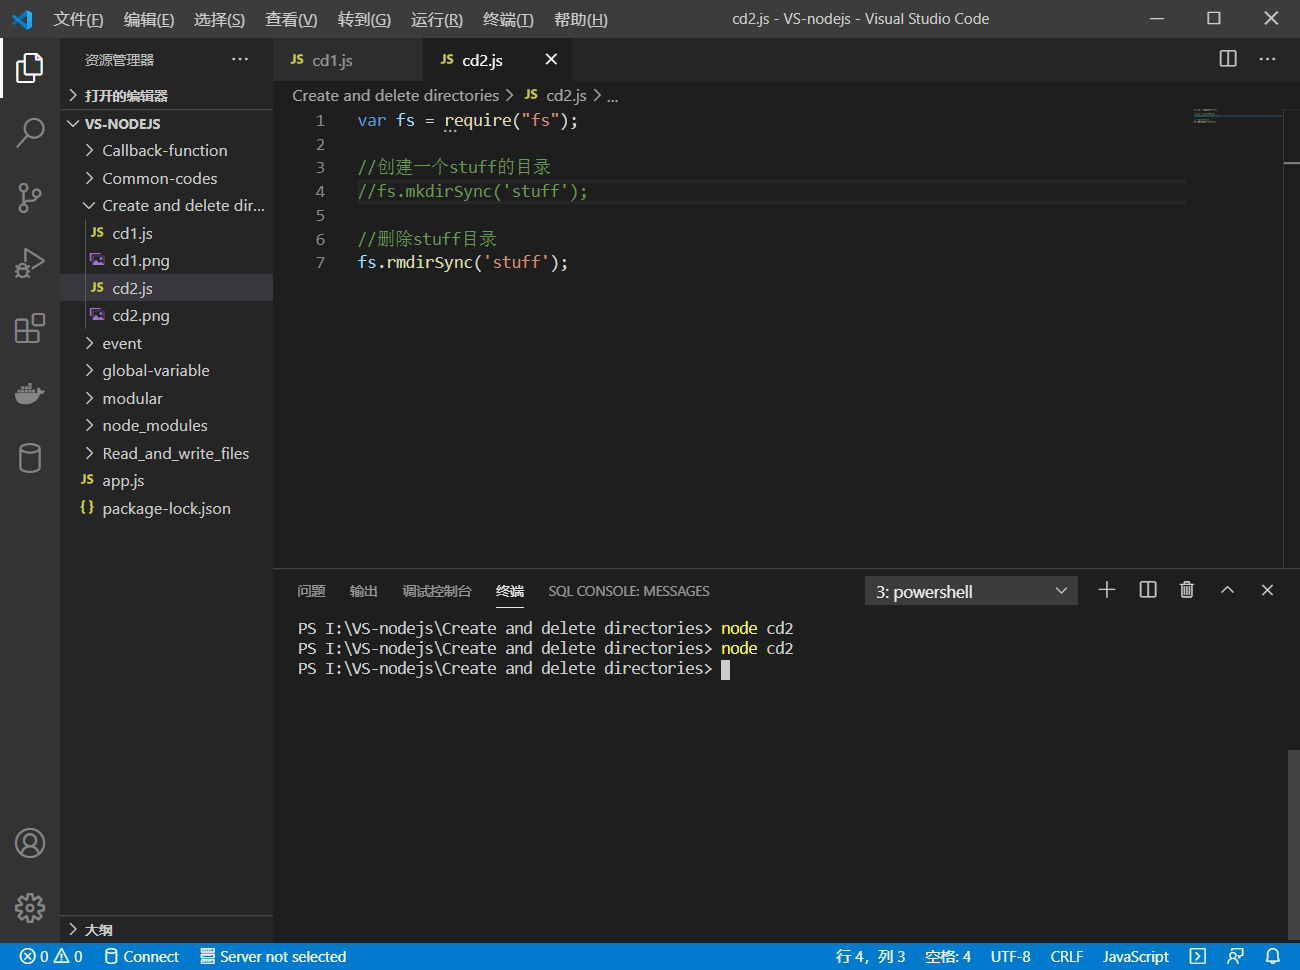 文件(F) 编辑(E) 选择(S) 查看(V) 转到(G) 运行(R) 终端(T) 帮助(H) cd2.js - VS-nodejs - Visual Studio Code
资源管理器 ···
打开的编辑器
VS-NODEJS
Callback-function
Common-codes
Create and delete dir...
JS cd1.js
cd1.png
JS cd2.js
cd2.png
event
global-variable
modular
node_modules
Read_and_write_files
JS app.js
{} package-lock.json
大纲
JS cd1.js JS cd2.js ···
Create and delete directories > JS cd2.js > ...
1 var fs = require("fs");
2
3 //创建一个stuff的目录
4 //fs.mkdirSync('stuff');
5
6 //删除stuff目录
7 fs.rmdirSync('stuff');
问题 输出 调试控制台 终端 SQL CONSOLE: MESSAGES 3: powershell
PS I:\VS-nodejs\Create and delete directories> node cd2
PS I:\VS-nodejs\Create and delete directories> node cd2
PS I:\VS-nodejs\Create and delete directories>
0 0 Connect Server not selected 行 4，列 3 空格: 4 UTF-8 CRLF JavaScript